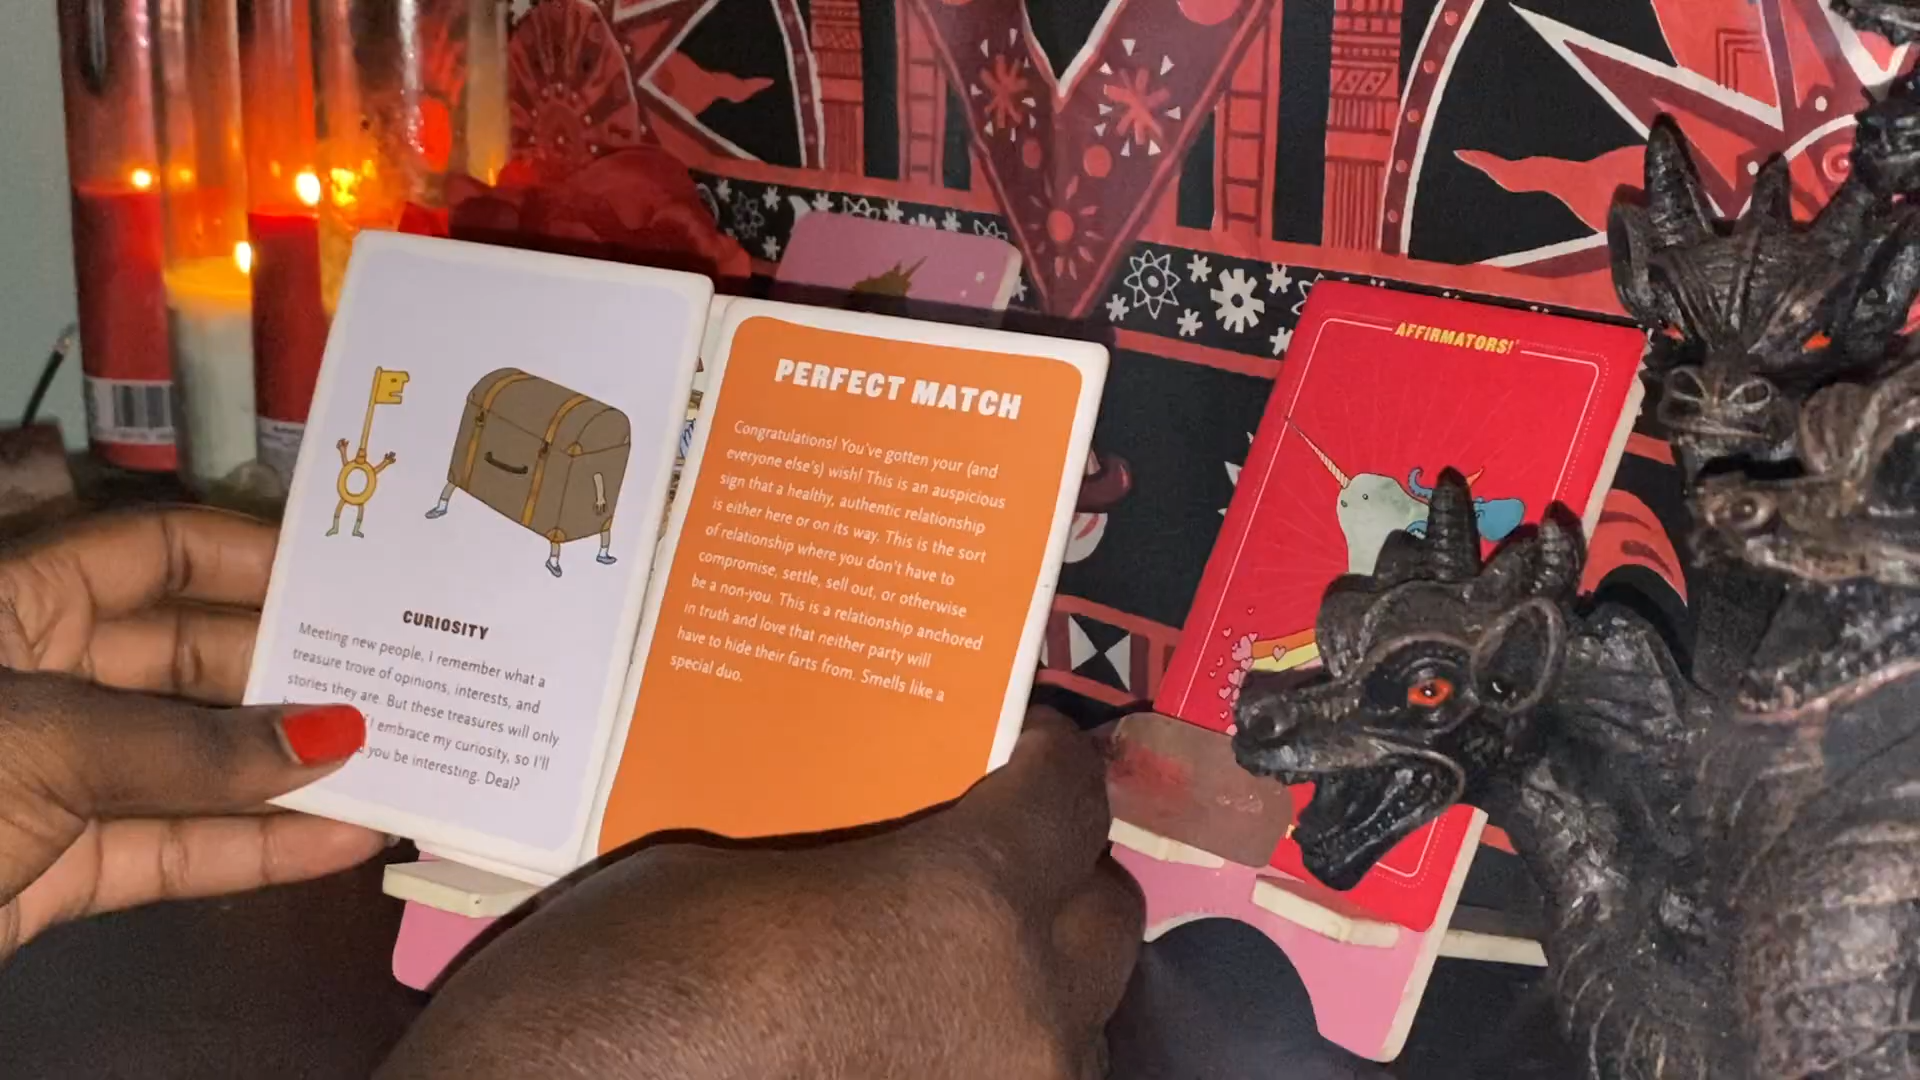 CURIOSITY
Meeting new people, I remember what a
treasure trove of opinions, interests, and
stories they are. But these treasures will only
I embrace my curiosity, so I'll
you be interesting. Deal?
PERFECT MATCH
Congratulations! You've gotten your (and
everyone else's) wish! This is an auspicious
sign that a healthy, authentic relationship
is either here or on its way. This is the sort
of relationship where you don't have to
compromise, settle, sell out, or otherwise
be a non-you. This is a relationship anchored
in truth and love that neither party will
have to hide their farts from. Smells like a
special duo.
AFFIRMATORS!